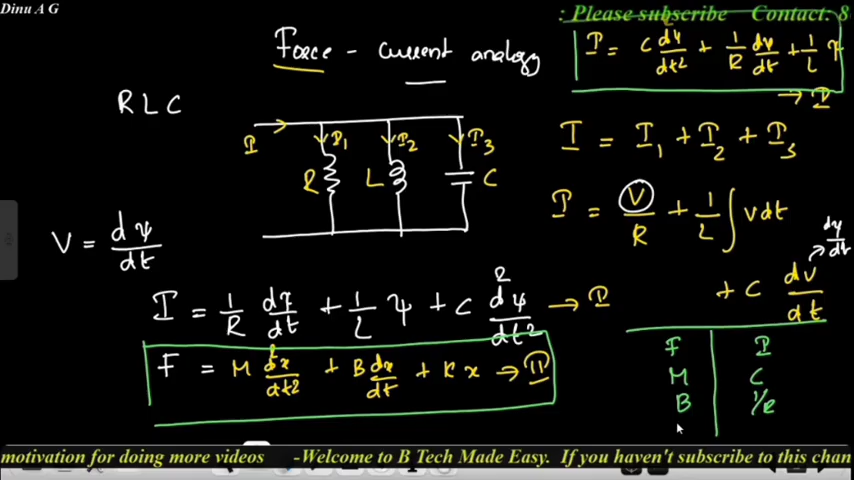 Dinu A G
: Please subscribe Contact: 8
Force - current analogy
I = C d²ψ/dt² + 1/R dψ/dt + 1/L ψ
→ I
R L C
I
I1
I2
I3
R
L
C
I = I1 + I2 + I3
I = V/R + 1/L ∫ v dt
dψ/dt
+ C dv/dt
V = dψ/dt
I = 1/R dψ/dt + 1/L ψ + C d²ψ/dt² → I
F = M d²x/dt² + B dx/dt + K x → II
F I
M C
B 1/R
motivation for doing more videos -Welcome to B Tech Made Easy. If you haven't subscribe to this chan